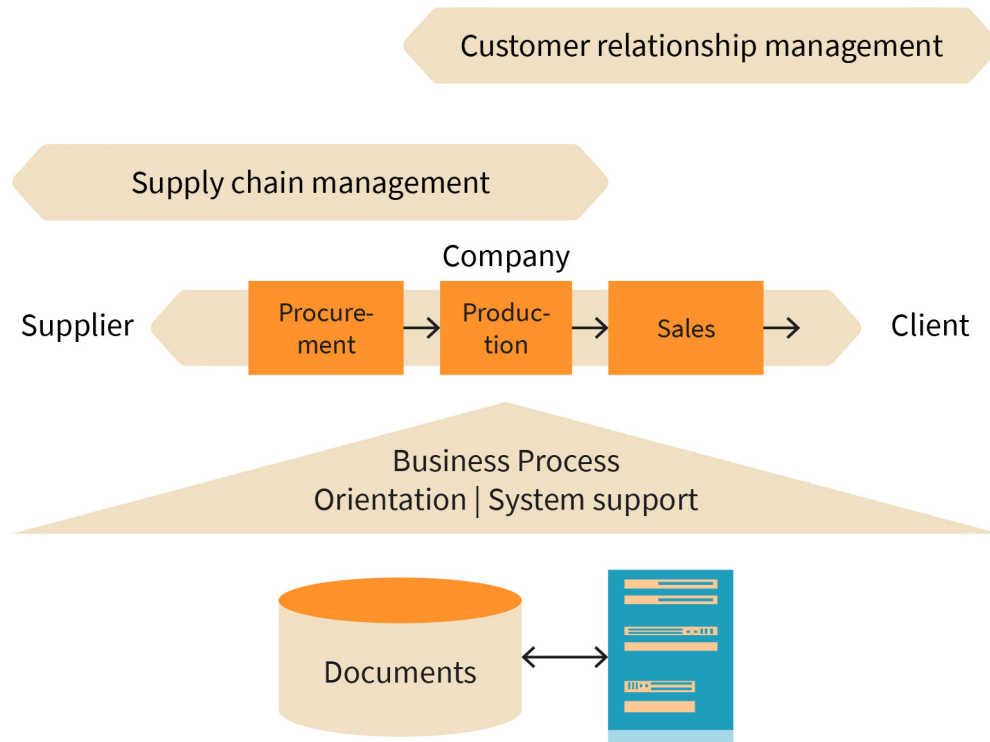 Customer relationship management
Supply chain management
Company
Supplier
Procure-
ment
Produc-
tion
Sales
Client
Business Process
Orientation | System support
Documents